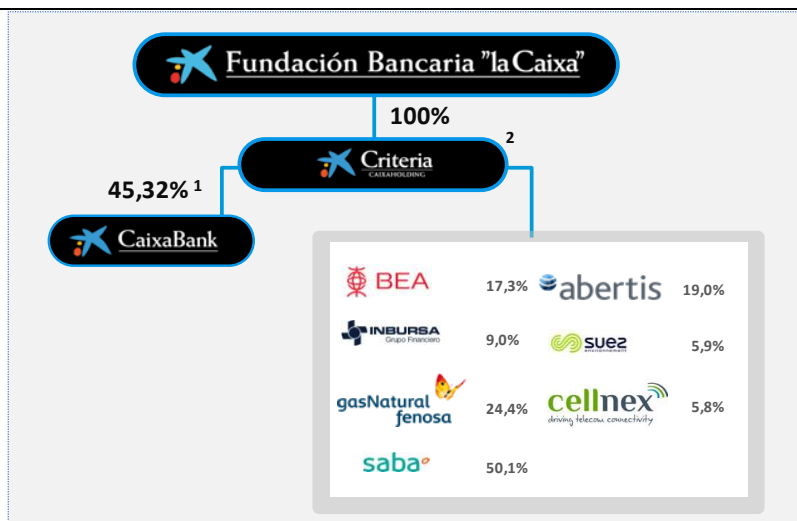 Fundación Bancaria "la Caixa"
100%
2
Criteria
CAIXAHOLDING
45,32% 1
CaixaBank
BEA 17,3% abertis 19,0%
INBURSA
Grupo Financiero
9,0% suez
environnement
5,9%
gasNatural
fenosa
24,4% cellnex
driving telecom connectivity
5,8%
saba 50,1%